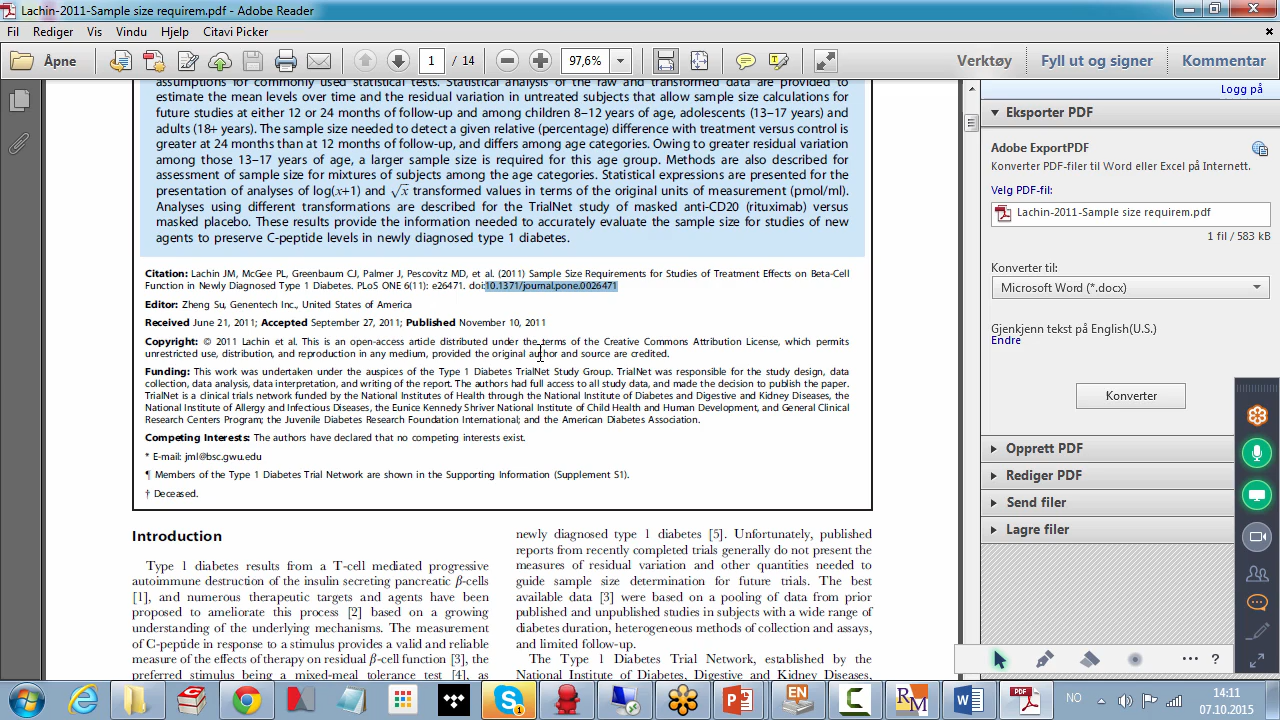 Lachin-2011-Sample size requirem.pdf - Adobe Reader
Fil Rediger Vis Vindu Hjelp Citavi Picker
Åpne 1 / 14 97,6% Verktøy Fyll ut og signer Kommentar
assumptions for commonly used statistical tests. Statistical analysis of the raw and transformed data are provided to
estimate the mean levels over time and the residual variation in untreated subjects that allow sample size calculations for
future studies at either 12 or 24 months of follow-up and among children 8–12 years of age, adolescents (13–17 years) and
adults (18+ years). The sample size needed to detect a given relative (percentage) difference with treatment versus control is
greater at 24 months than at 12 months of follow-up, and differs among age categories. Owing to greater residual variation
among those 13–17 years of age, a larger sample size is required for this age group. Methods are also described for
assessment of sample size for mixtures of subjects among the age categories. Statistical expressions are presented for the
presentation of analyses of log(x+1) and √x transformed values in terms of the original units of measurement (pmol/ml).
Analyses using different transformations are described for the TrialNet study of masked anti-CD20 (rituximab) versus
masked placebo. These results provide the information needed to accurately evaluate the sample size for studies of new
agents to preserve C-peptide levels in newly diagnosed type 1 diabetes.
Citation: Lachin JM, McGee PL, Greenbaum CJ, Palmer J, Pescovitz MD, et al. (2011) Sample Size Requirements for Studies of Treatment Effects on Beta-Cell
Function in Newly Diagnosed Type 1 Diabetes. PLoS ONE 6(11): e26471. doi:10.1371/journal.pone.0026471
Editor: Zheng Su, Genentech Inc., United States of America
Received June 21, 2011; Accepted September 27, 2011; Published November 10, 2011
Copyright: © 2011 Lachin et al. This is an open-access article distributed under the terms of the Creative Commons Attribution License, which permits
unrestricted use, distribution, and reproduction in any medium, provided the original author and source are credited.
Funding: This work was undertaken under the auspices of the Type 1 Diabetes TrialNet Study Group. TrialNet was responsible for the study design, data
collection, data analysis, data interpretation, and writing of the report. The authors had full access to all study data, and made the decision to publish the paper.
TrialNet is a clinical trials network funded by the National Institutes of Health through the National Institute of Diabetes and Digestive and Kidney Diseases, the
National Institute of Allergy and Infectious Diseases, the Eunice Kennedy Shriver National Institute of Child Health and Human Development, and General Clinical
Research Centers Program; the Juvenile Diabetes Research Foundation International; and the American Diabetes Association.
Competing Interests: The authors have declared that no competing interests exist.
* E-mail: jml@bsc.gwu.edu
¶ Members of the Type 1 Diabetes Trial Network are shown in the Supporting Information (Supplement S1).
† Deceased.
Introduction
Type 1 diabetes results from a T-cell mediated progressive
autoimmune destruction of the insulin secreting pancreatic β-cells
[1], and numerous therapeutic targets and agents have been
proposed to ameliorate this process [2] based on a growing
understanding of the underlying mechanisms. The measurement
of C-peptide in response to a stimulus provides a valid and reliable
measure of the effects of therapy on residual β-cell function [3], the
preferred stimulus being a mixed-meal tolerance test [4], as
newly diagnosed type 1 diabetes [5]. Unfortunately, published
reports from recently completed trials generally do not present the
measures of residual variation and other quantities needed to
guide sample size determination for future trials. The best
available data [3] were based on a pooling of data from prior
published and unpublished studies in subjects with a wide range of
diabetes duration, heterogeneous methods of collection and assays,
and limited follow-up.
The Type 1 Diabetes Trial Network, established by the
National Institute of Diabetes, Digestive and Kidney Diseases,
Logg på
Eksporter PDF
Adobe ExportPDF
Konverter PDF-filer til Word eller Excel på Internett.
Velg PDF-fil:
Lachin-2011-Sample size requirem.pdf
1 fil / 583 kB
Konverter til:
Microsoft Word (*.docx)
Gjenkjenn tekst på English(U.S.)
Endre
Konverter
Opprett PDF
Rediger PDF
Send filer
Lagre filer
... ?
1 EN PDF NO 14:11
07.10.2015